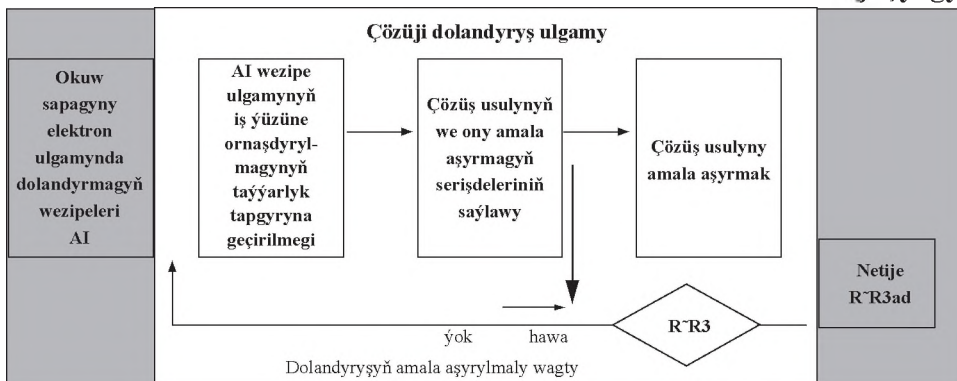 Çözüji dolandyryş ulgamy
Okuw
sapagyny
elektron
ulgamynda
dolandyrmagyň
wezipeleri
AI
AI wezipe
ulgamynyň
iş ýüzüne
ornaşdyryl-
magynyň
taýýarlyk
tapgyryna
geçirilmegi
Çözüş usulynyň
we ony amala
aşyrmagyň
serişdeleriniň
saýlawy
Çözüş usulyny
amala aşyrmak
Netije
R~R3ad
R~R3
ýok hawa
Dolandyryşyň amala aşyrylmaly wagty